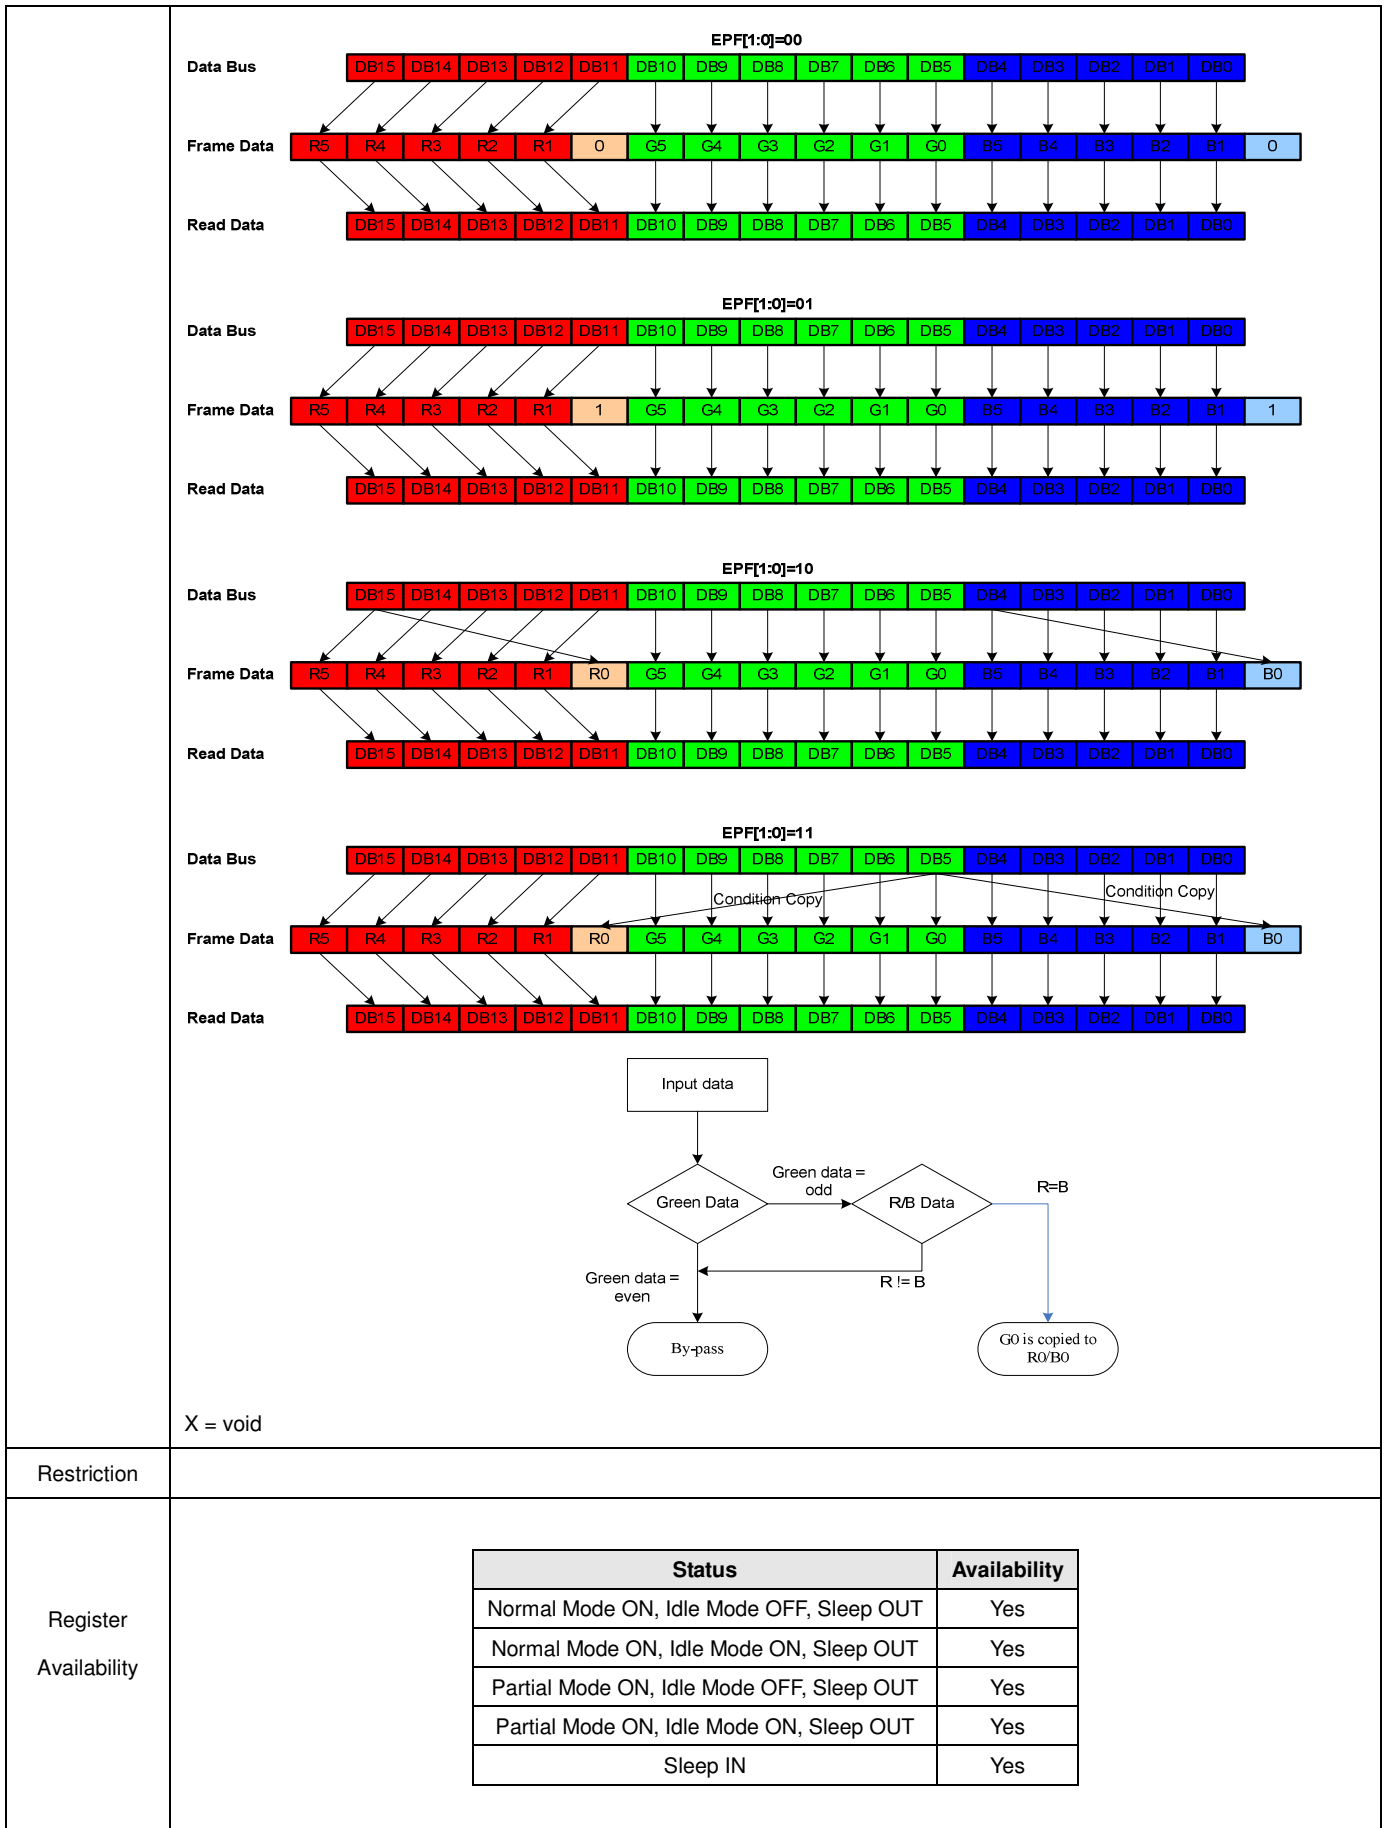 EPF[1:0]=00
Data Bus DB15 DB14 DB13 DB12 DB11 DB10 DB9 DB8 DB7 DB6 DB5 DB4 DB3 DB2 DB1 DB0
Frame Data R5 R4 R3 R2 R1 0 G5 G4 G3 G2 G1 G0 B5 B4 B3 B2 B1 0
Read Data DB15 DB14 DB13 DB12 DB11 DB10 DB9 DB8 DB7 DB6 DB5 DB4 DB3 DB2 DB1 DB0
EPF[1:0]=01
Data Bus DB15 DB14 DB13 DB12 DB11 DB10 DB9 DB8 DB7 DB6 DB5 DB4 DB3 DB2 DB1 DB0
Frame Data R5 R4 R3 R2 R1 1 G5 G4 G3 G2 G1 G0 B5 B4 B3 B2 B1 1
Read Data DB15 DB14 DB13 DB12 DB11 DB10 DB9 DB8 DB7 DB6 DB5 DB4 DB3 DB2 DB1 DB0
EPF[1:0]=10
Data Bus DB15 DB14 DB13 DB12 DB11 DB10 DB9 DB8 DB7 DB6 DB5 DB4 DB3 DB2 DB1 DB0
Frame Data R5 R4 R3 R2 R1 R0 G5 G4 G3 G2 G1 G0 B5 B4 B3 B2 B1 B0
Read Data DB15 DB14 DB13 DB12 DB11 DB10 DB9 DB8 DB7 DB6 DB5 DB4 DB3 DB2 DB1 DB0
EPF[1:0]=11
Data Bus DB15 DB14 DB13 DB12 DB11 DB10 DB9 DB8 DB7 DB6 DB5 DB4 DB3 DB2 DB1 DB0
Condition Copy Condition Copy
Frame Data R5 R4 R3 R2 R1 R0 G5 G4 G3 G2 G1 G0 B5 B4 B3 B2 B1 B0
Read Data DB15 DB14 DB13 DB12 DB11 DB10 DB9 DB8 DB7 DB6 DB5 DB4 DB3 DB2 DB1 DB0
Input data
Green Data
Green data =
odd
R/B Data
R=B
Green data =
even
R != B
By-pass
G0 is copied to
R0/B0
X = void
Restriction
Register
Availability
Status Availability
Normal Mode ON, Idle Mode OFF, Sleep OUT Yes
Normal Mode ON, Idle Mode ON, Sleep OUT Yes
Partial Mode ON, Idle Mode OFF, Sleep OUT Yes
Partial Mode ON, Idle Mode ON, Sleep OUT Yes
Sleep IN Yes